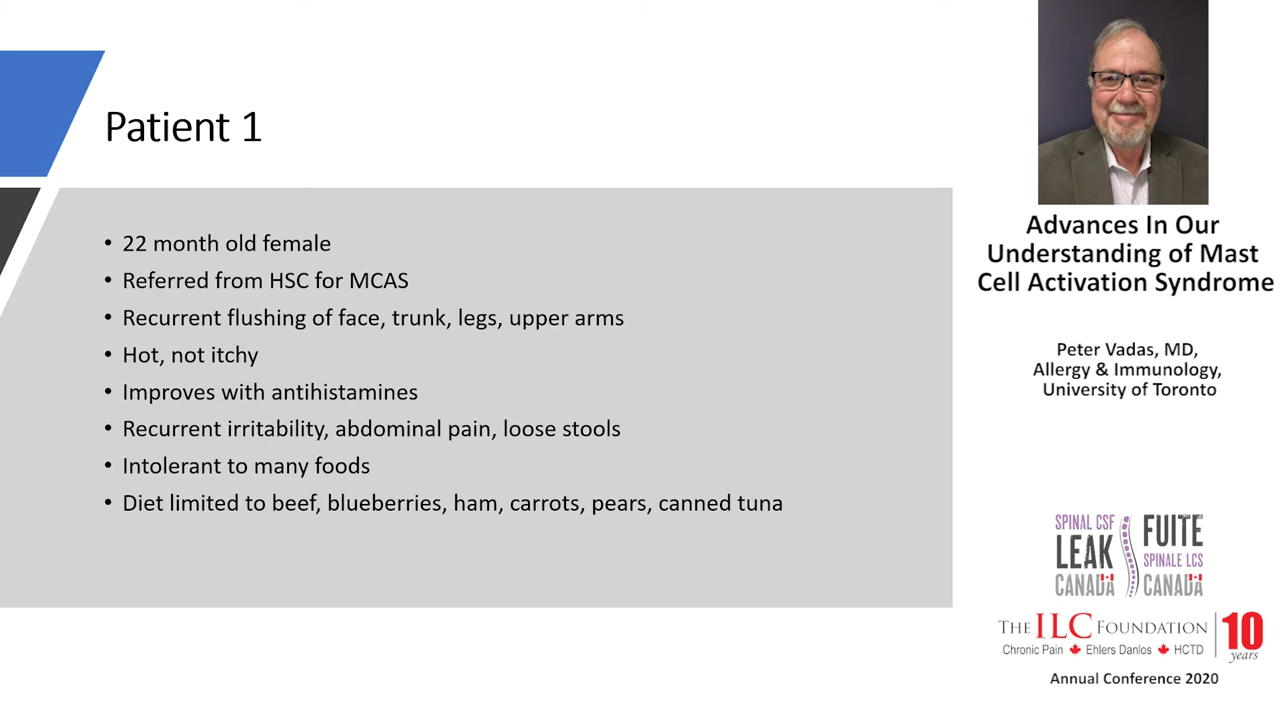 Patient 1
• 22 month old female
• Referred from HSC for MCAS
• Recurrent flushing of face, trunk, legs, upper arms
• Hot, not itchy
• Improves with antihistamines
• Recurrent irritability, abdominal pain, loose stools
• Intolerant to many foods
• Diet limited to beef, blueberries, ham, carrots, pears, canned tuna
Advances In Our
Understanding of Mast
Cell Activation Syndrome
Peter Vadas, MD,
Allergy & Immunology,
University of Toronto
SPINAL CSF
LEAK
CANADA
FUITE
SPINALE LCS
CANADA
THE ILC FOUNDATION
Chronic Pain Ehlers Danlos HCTD
10
years
Annual Conference 2020